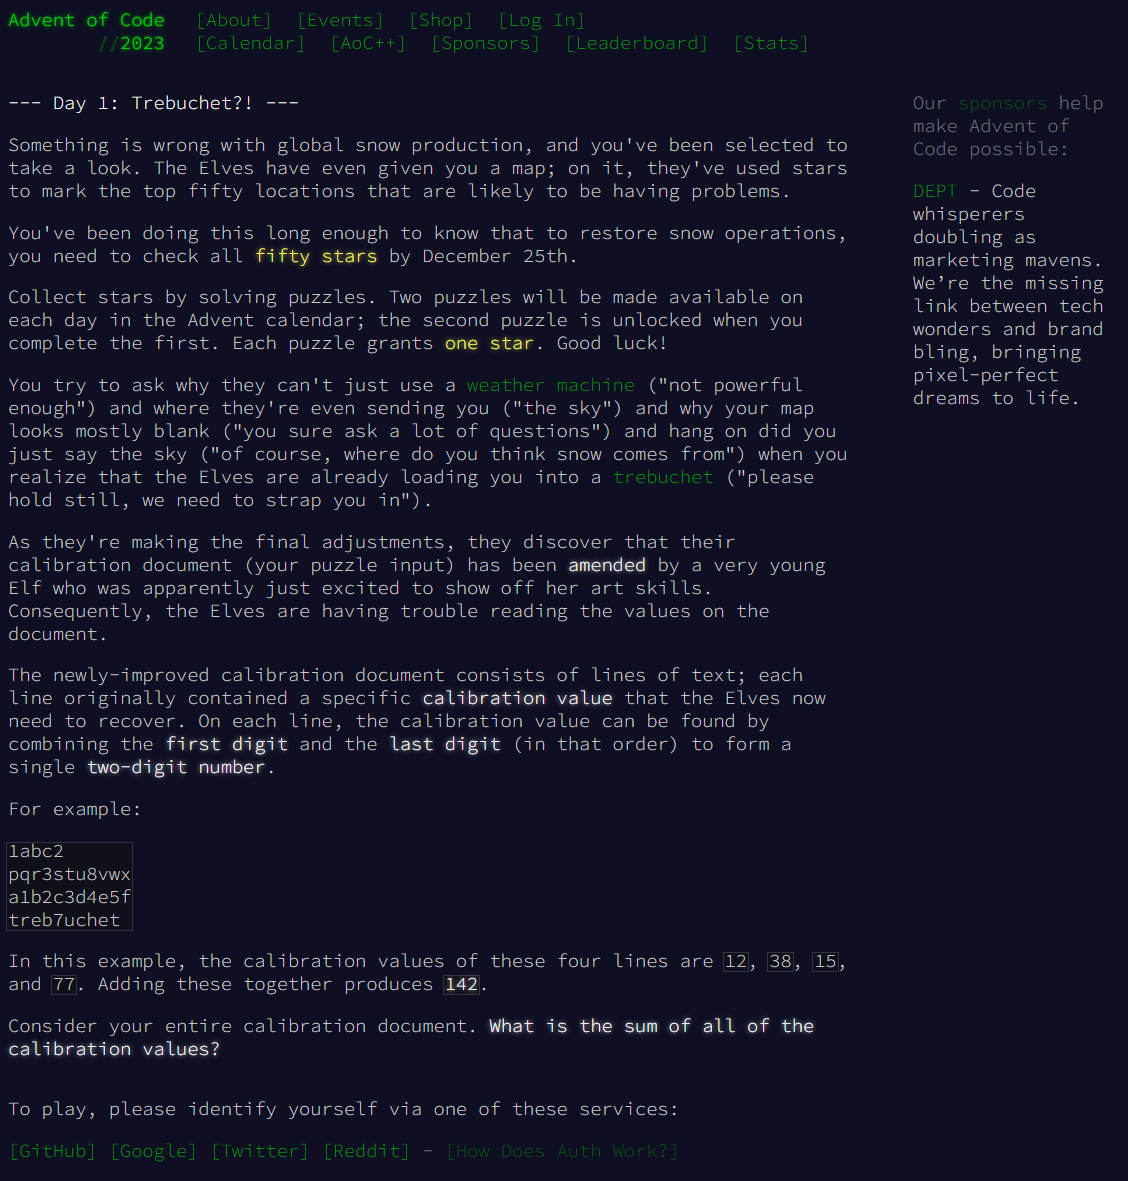 Advent of Code [About] [Events] [Shop] [Log In]
//2023 [Calendar] [AoC++] [Sponsors] [Leaderboard] [Stats]
--- Day 1: Trebuchet?! ---
Something is wrong with global snow production, and you've been selected to
take a look. The Elves have even given you a map; on it, they've used stars
to mark the top fifty locations that are likely to be having problems.
You've been doing this long enough to know that to restore snow operations,
you need to check all fifty stars by December 25th.
Collect stars by solving puzzles. Two puzzles will be made available on
each day in the Advent calendar; the second puzzle is unlocked when you
complete the first. Each puzzle grants one star. Good luck!
You try to ask why they can't just use a weather machine ("not powerful
enough") and where they're even sending you ("the sky") and why your map
looks mostly blank ("you sure ask a lot of questions") and hang on did you
just say the sky ("of course, where do you think snow comes from") when you
realize that the Elves are already loading you into a trebuchet ("please
hold still, we need to strap you in").
As they're making the final adjustments, they discover that their
calibration document (your puzzle input) has been amended by a very young
Elf who was apparently just excited to show off her art skills.
Consequently, the Elves are having trouble reading the values on the
document.
The newly-improved calibration document consists of lines of text; each
line originally contained a specific calibration value that the Elves now
need to recover. On each line, the calibration value can be found by
combining the first digit and the last digit (in that order) to form a
single two-digit number.
For example:
1abc2
pqr3stu8vwx
a1b2c3d4e5f
treb7uchet
In this example, the calibration values of these four lines are 12, 38, 15,
and 77. Adding these together produces 142.
Consider your entire calibration document. What is the sum of all of the
calibration values?
To play, please identify yourself via one of these services:
[GitHub] [Google] [Twitter] [Reddit] - [How Does Auth Work?]
Our sponsors help
make Advent of
Code possible:
DEPT - Code
whisperers
doubling as
marketing mavens.
We’re the missing
link between tech
wonders and brand
bling, bringing
pixel-perfect
dreams to life.